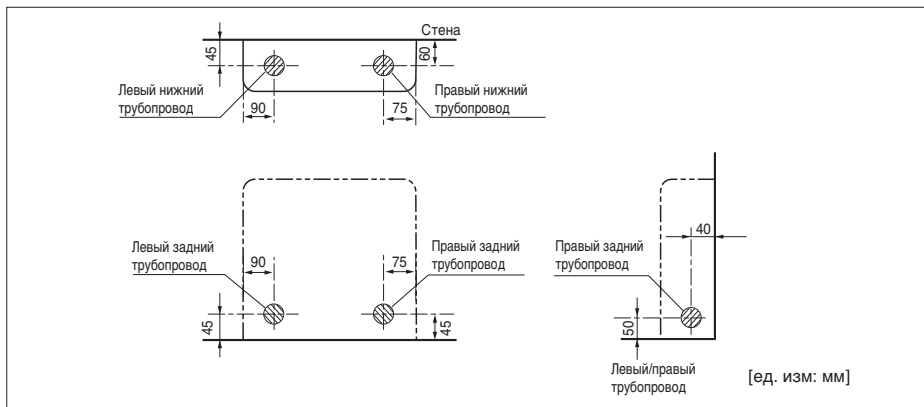 Стена
45
60
Левый нижний
трубопровод
Правый нижний
трубопровод
90
75
Левый задний
трубопровод
90
75
Правый задний
трубопровод
45
45
Правый задний
трубопровод
40
50
Левый/правый
трубопровод
[ед. изм: мм]